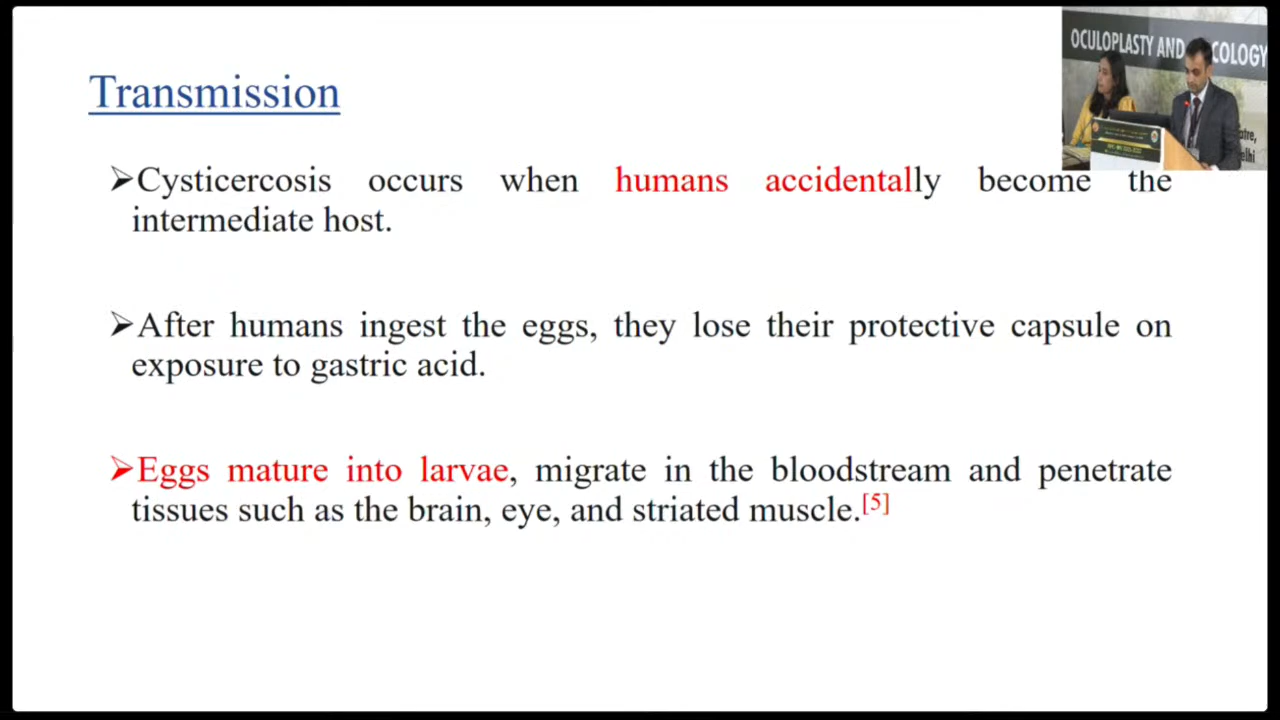 Transmission
➢Cysticercosis occurs when humans accidentally become the
intermediate host.
➢After humans ingest the eggs, they lose their protective capsule on
exposure to gastric acid.
➢Eggs mature into larvae, migrate in the bloodstream and penetrate
tissues such as the brain, eye, and striated muscle.[5]
OCULOPLASTY AND COLOGY
atre,
elhi